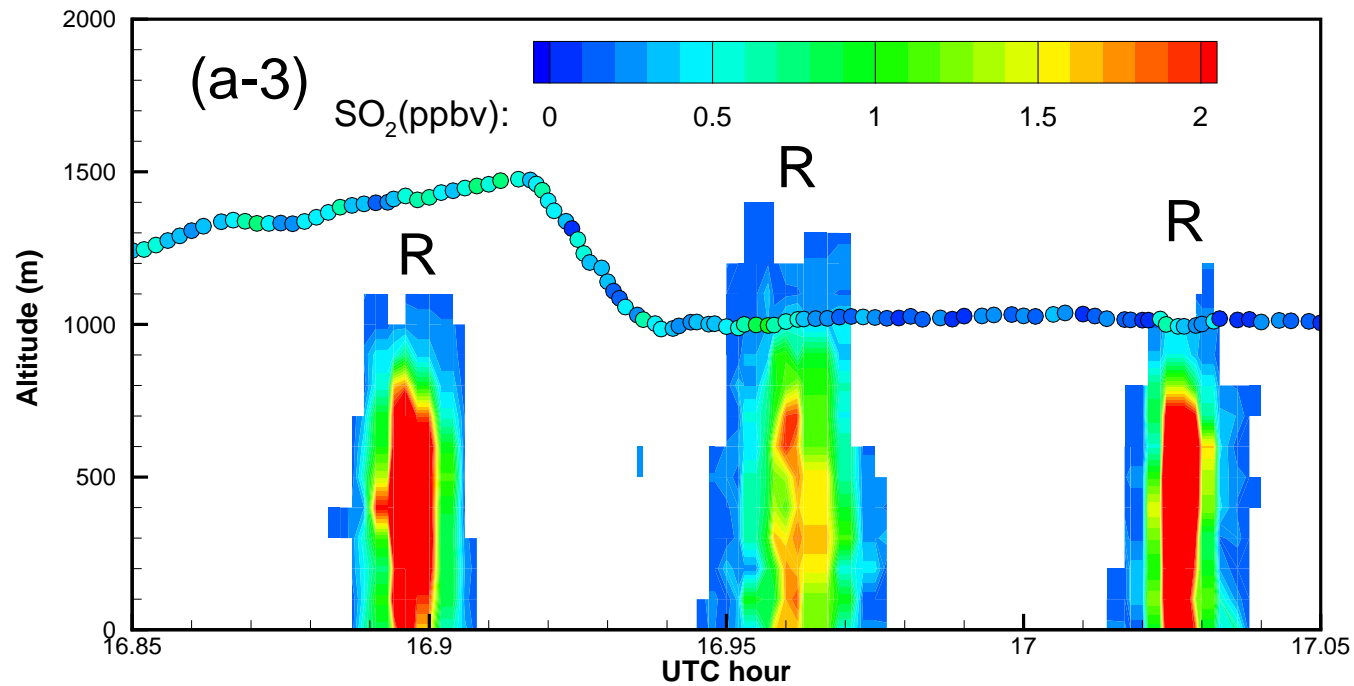 2000
(a-3)
SO2(ppbv): 0 0.5 1 1.5 2
1500
R
R
R
Altitude (m)
1000
500
0
16.85 16.9 16.95 17 17.05
UTC hour